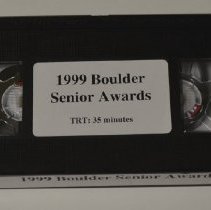 1999 Boulder
Senior Awards
TRT: 35 minutes
1999 Boulder Senior Award